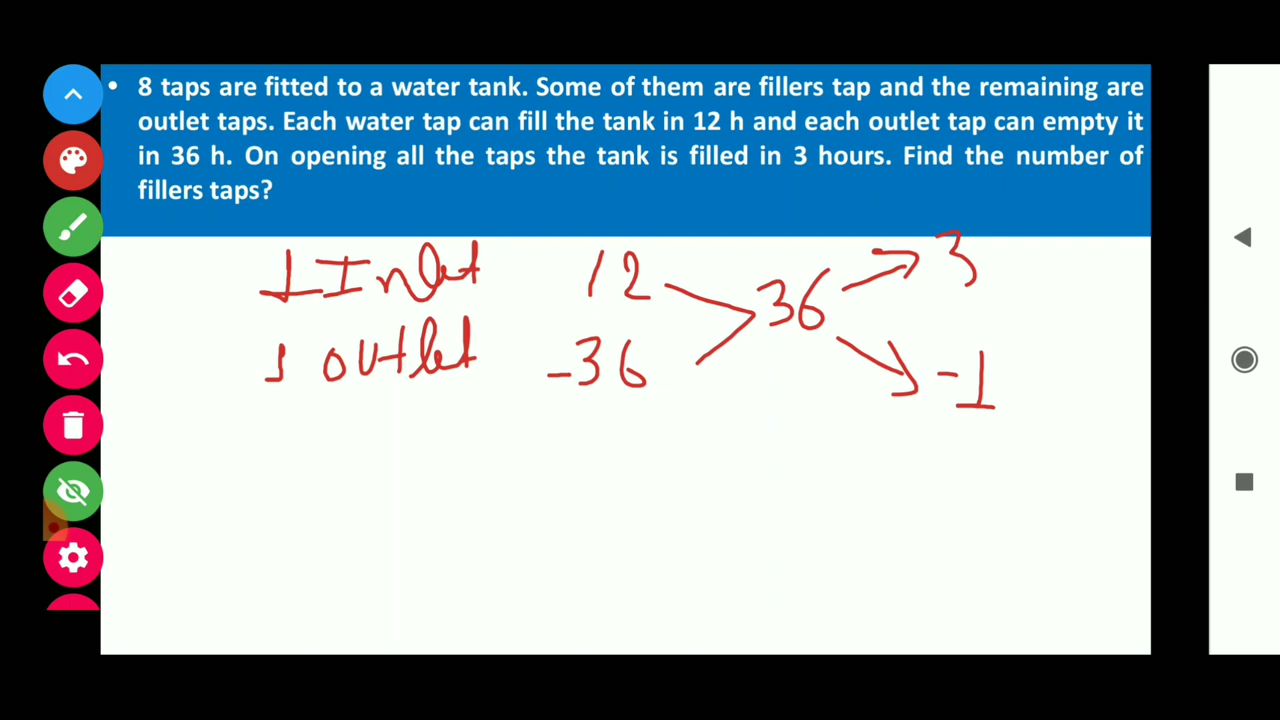 • 8 taps are fitted to a water tank. Some of them are fillers tap and the remaining are
outlet taps. Each water tap can fill the tank in 12 h and each outlet tap can empty it
in 36 h. On opening all the taps the tank is filled in 3 hours. Find the number of
fillers taps?
1 Inlet 12 36 3
1 outlet -36 -1